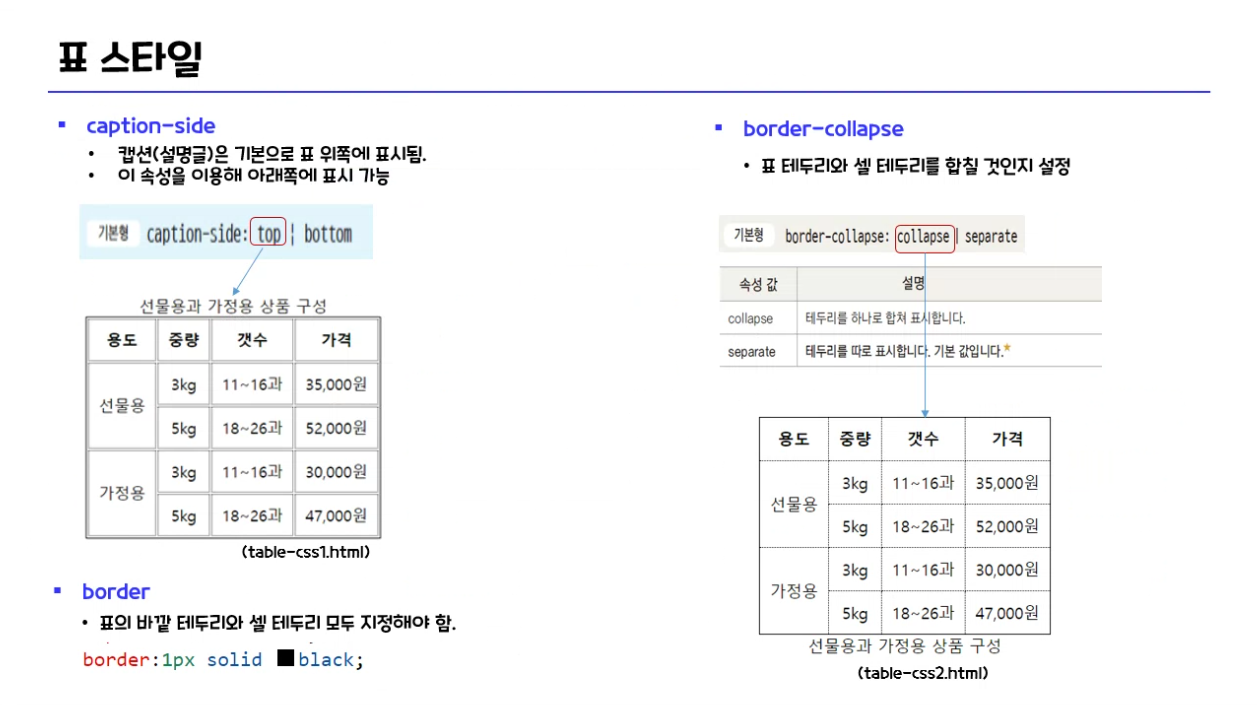 표 스타일
▪ caption-side
• 캡션(설명글)은 기본으로 표 위쪽에 표시됨.
• 이 속성을 이용해 아래쪽에 표시 가능
기본형 caption-side: top | bottom
선물용과 가정용 상품 구성
용도 중량 갯수 가격
선물용 3kg 11~16과 35,000원
5kg 18~26과 52,000원
가정용 3kg 11~16과 30,000원
5kg 18~26과 47,000원
(table-css1.html)
▪ border
• 표의 바깥 테두리와 셀 테두리 모두 지정해야 함.
border:1px solid black;
▪ border-collapse
• 표 테두리와 셀 테두리를 합칠 것인지 설정
기본형 border-collapse: collapse | separate
속성 값 설명
collapse 테두리를 하나로 합쳐 표시합니다.
separate 테두리를 따로 표시합니다. 기본 값입니다.★
용도 중량 갯수 가격
선물용 3kg 11~16과 35,000원
5kg 18~26과 52,000원
가정용 3kg 11~16과 30,000원
5kg 18~26과 47,000원
선물용과 가정용 상품 구성
(table-css2.html)